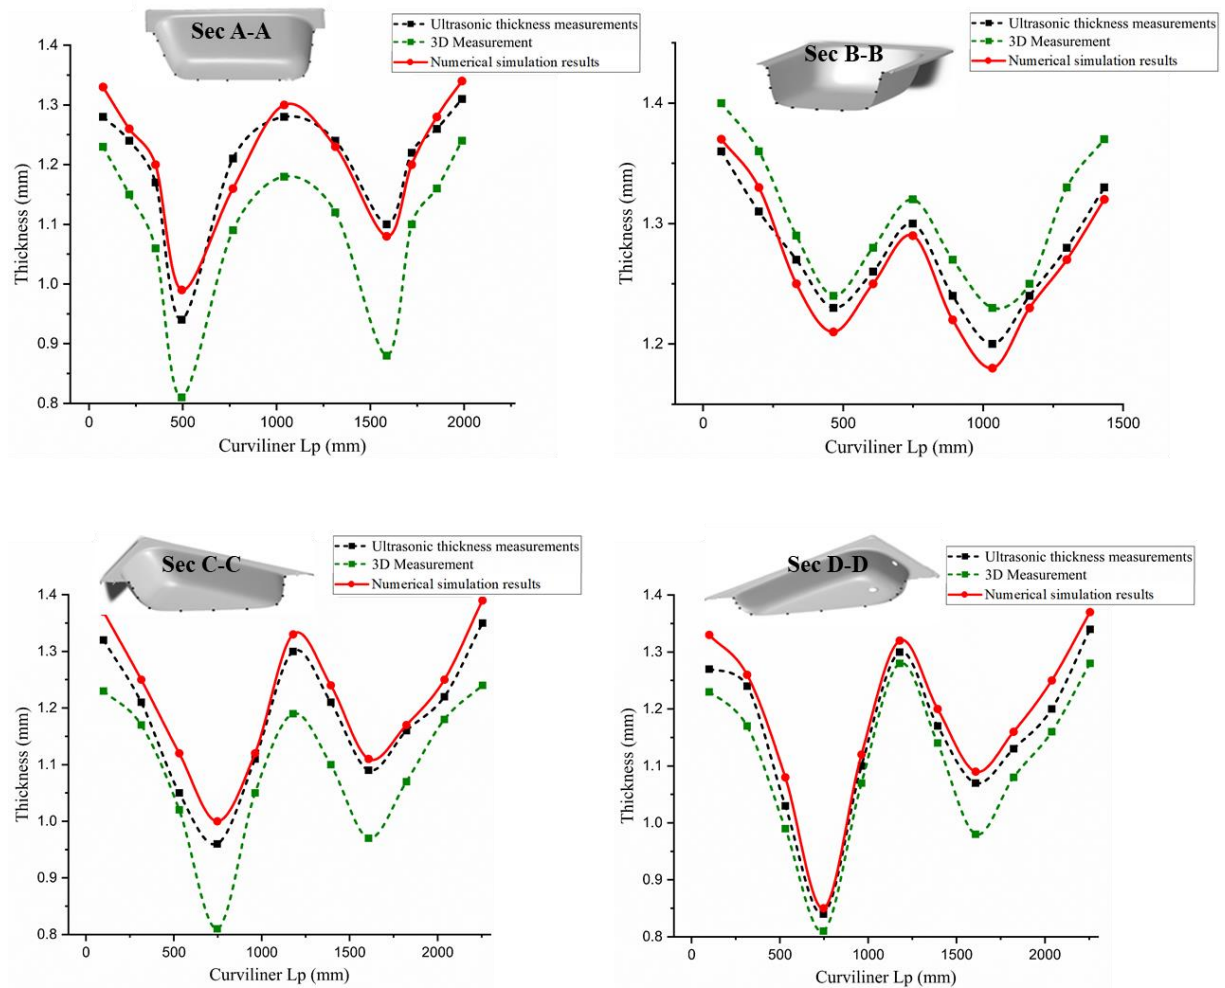 Sec A-A
Ultrasonic thickness measurements
3D Measurement
Numerical simulation results
1.4
1.3
1.2
1.1
1.0
0.9
0.8
Thickness (mm)
0
500
1000
1500
2000
Curviliner Lp (mm)
Sec B-B
Ultrasonic thickness measurements
3D Measurement
Numerical simulation results
1.4
1.3
1.2
Thickness (mm)
0
500
1000
1500
Curviliner Lp (mm)
Sec C-C
Ultrasonic thickness measurements
3D Measurement
Numerical simulation results
1.4
1.3
1.2
1.1
1.0
0.9
0.8
Thickness (mm)
0
500
1000
1500
2000
Curviliner Lp (mm)
Sec D-D
Ultrasonic thickness measurements
3D Measurement
Numerical simulation results
1.4
1.3
1.2
1.1
1.0
0.9
0.8
Thickness (mm)
0
500
1000
1500
2000
Curviliner Lp (mm)